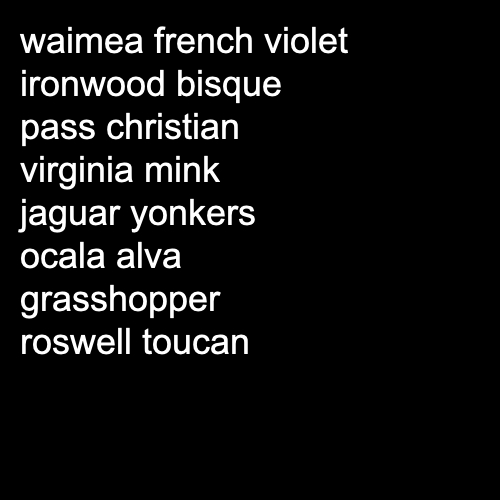 waimea french violet
ironwood bisque
pass christian
virginia mink
jaguar yonkers
ocala alva
grasshopper
roswell toucan